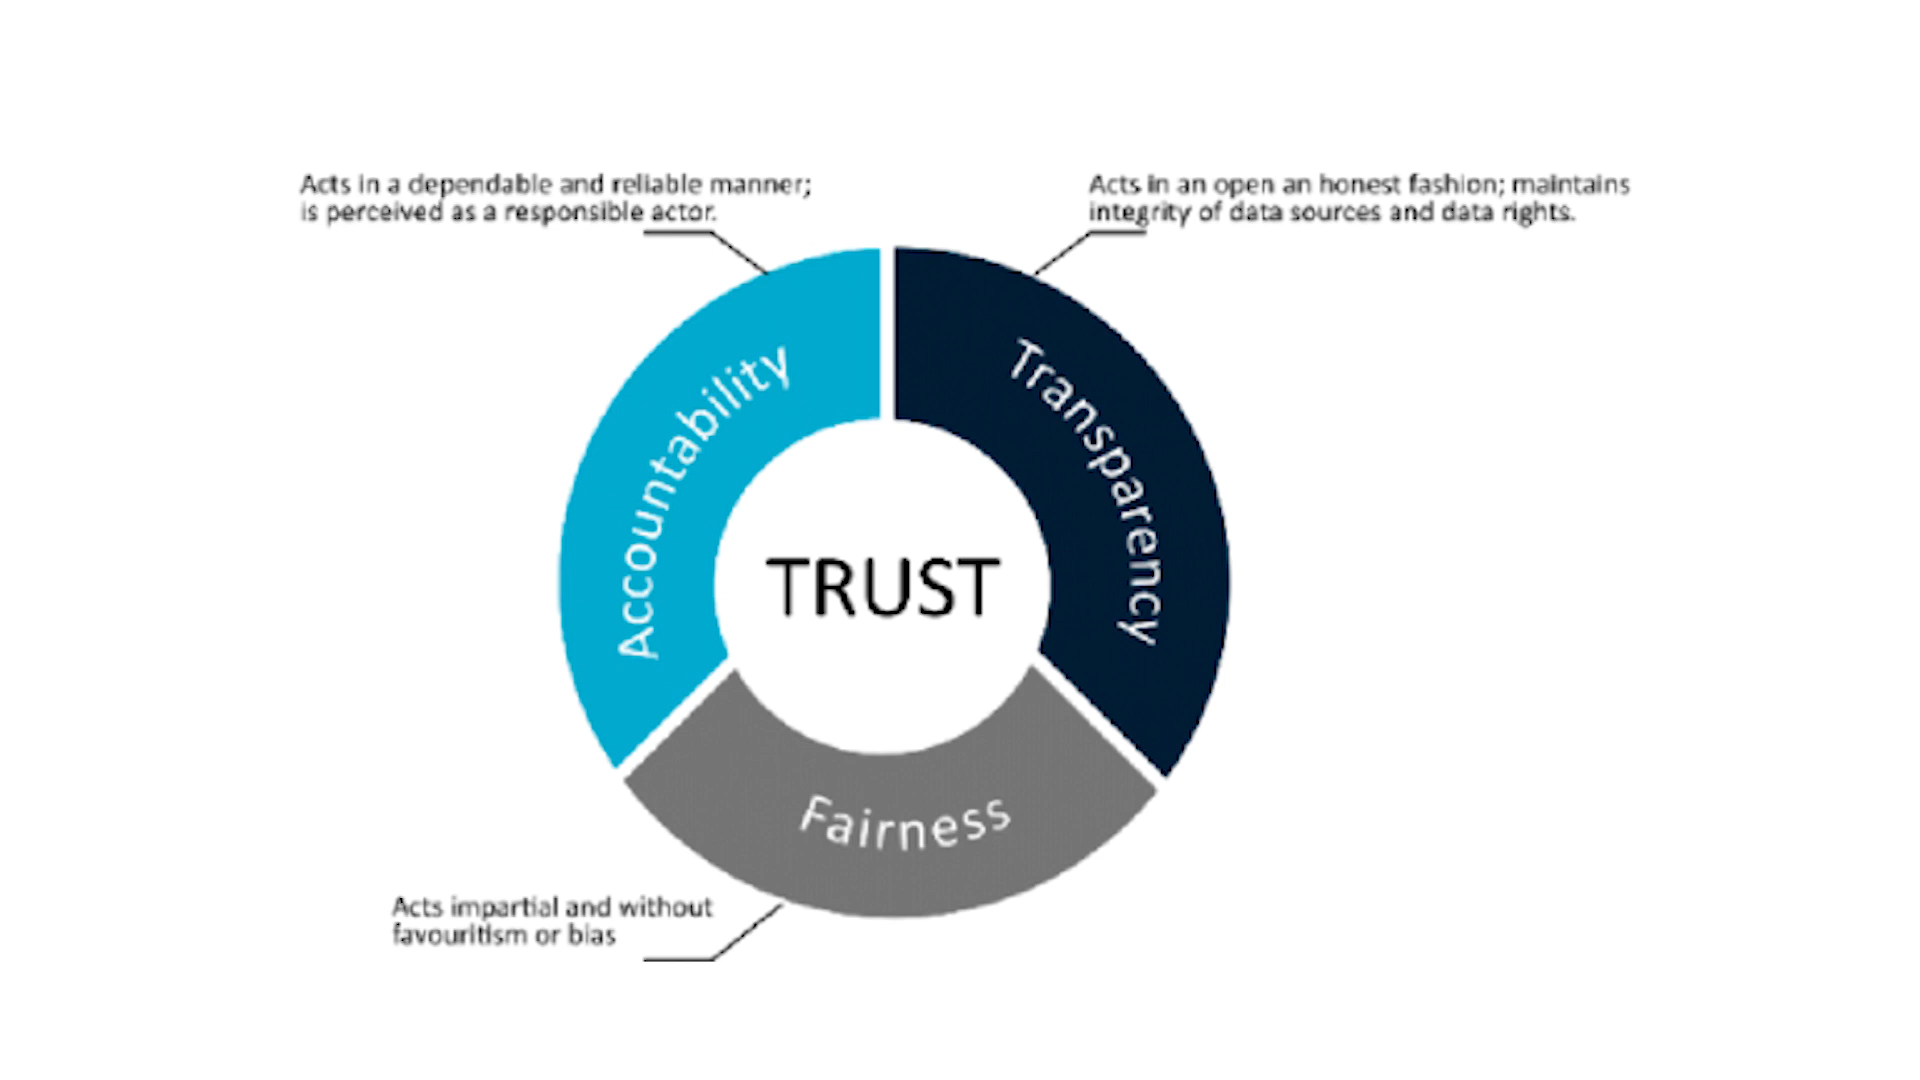 Acts in a dependable and reliable manner;
is perceived as a responsible actor.
Acts in an open an honest fashion; maintains
integrity of data sources and data rights.
Accountability
Transparency
TRUST
Fairness
Acts impartial and without
favouritism or bias